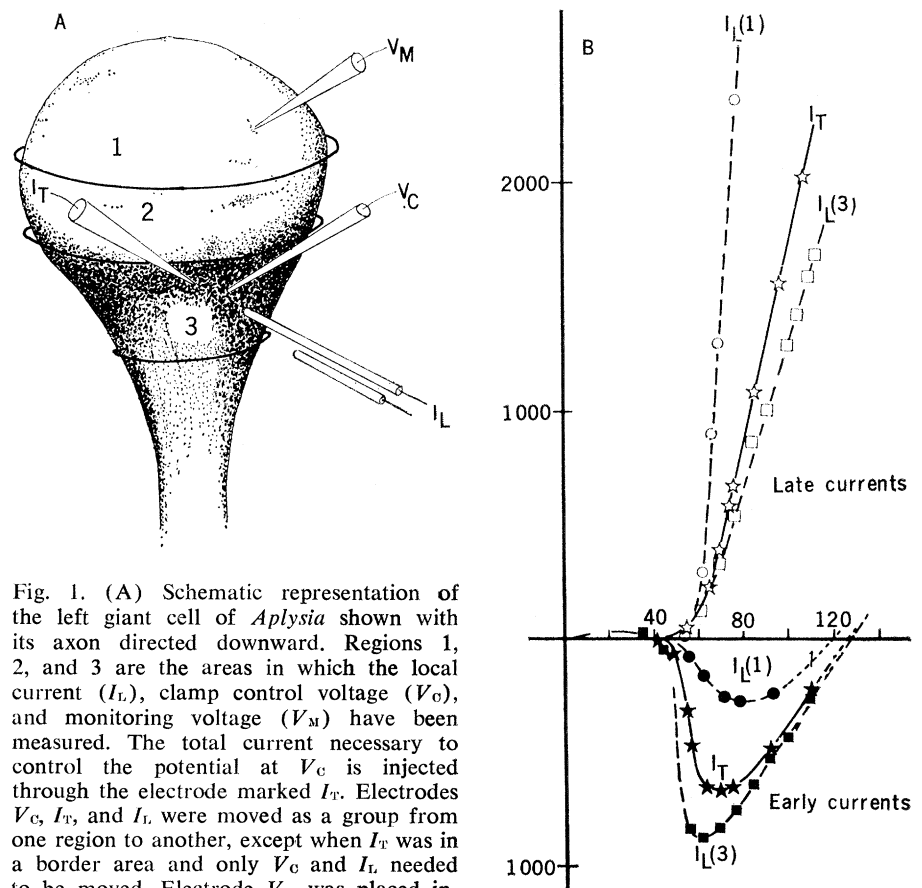 A
V_M
1
I_T
2
V_C
3
I_L
Fig. 1. (A) Schematic representation of
the left giant cell of Aplysia shown with
its axon directed downward. Regions 1,
2, and 3 are the areas in which the local
current (I_L), clamp control voltage (V_C),
and monitoring voltage (V_M) have been
measured. The total current necessary to
control the potential at V_C is injected
through the electrode marked I_T. Electrodes
V_C, I_T, and I_L were moved as a group from
one region to another, except when I_T was in
a border area and only V_C and I_L needed
to be moved. Electrode V was placed in-
B
I_L(1)
I_T
2000
I_L(3)
1000
Late currents
40
80
120
I_L(1)
I_T
Early currents
I_L(3)
1000